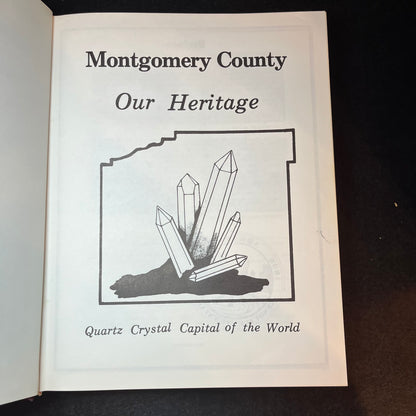 Montgomery County
Our Heritage
Quartz Crystal Capital of the World